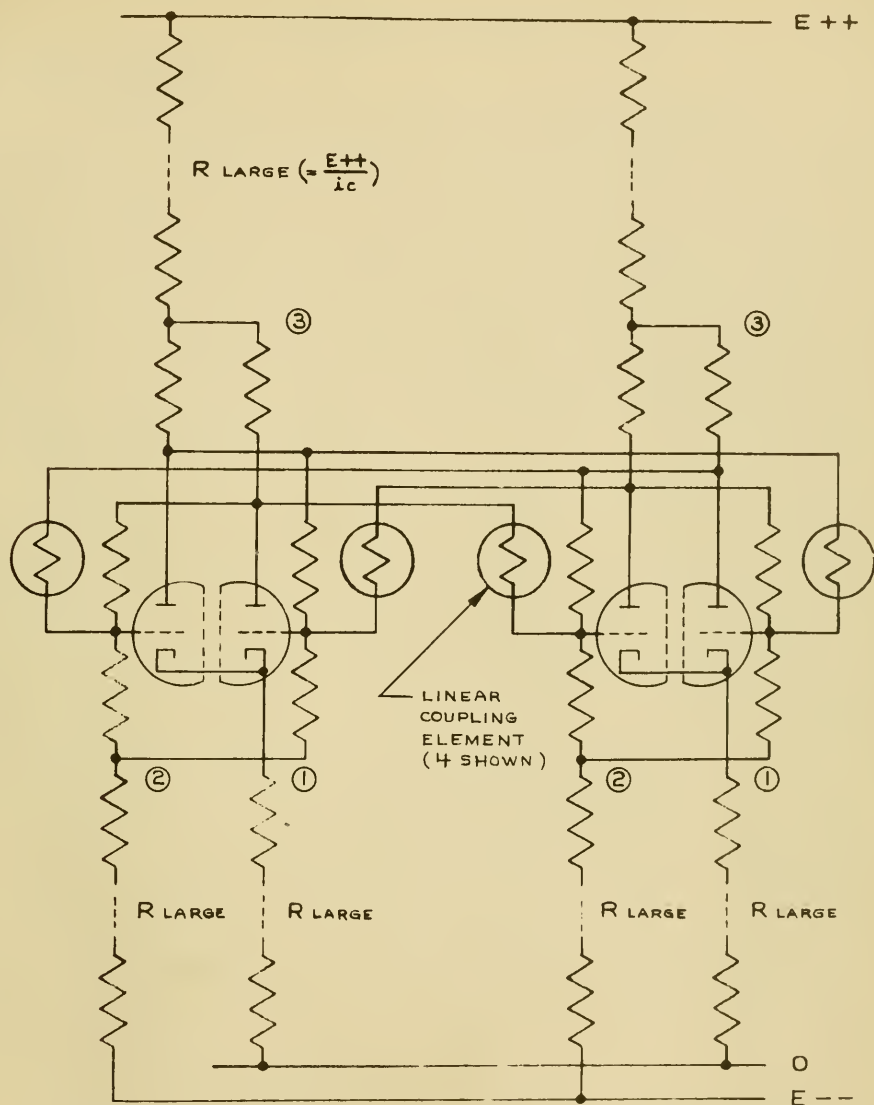 E++
R LARGE (= E++ / ic)
③ ③
LINEAR
COUPLING
ELEMENT
(4 SHOWN)
② ① ② ①
R LARGE R LARGE R LARGE R LARGE
O
E--